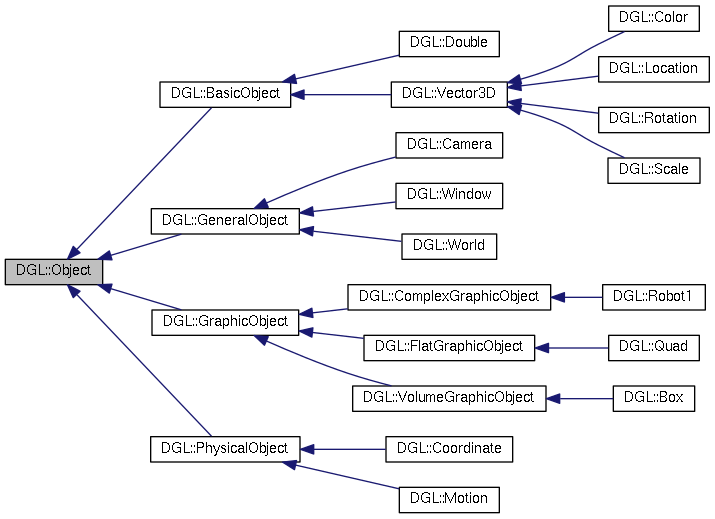 DGL::Color
DGL::Double
DGL::Location
DGL::BasicObject
DGL::Vector3D
DGL::Rotation
DGL::Camera
DGL::Scale
DGL::Window
DGL::GeneralObject
DGL::World
DGL::Object
DGL::ComplexGraphicObject
DGL::Robot1
DGL::GraphicObject
DGL::FlatGraphicObject
DGL::Quad
DGL::VolumeGraphicObject
DGL::Box
DGL::PhysicalObject
DGL::Coordinate
DGL::Motion